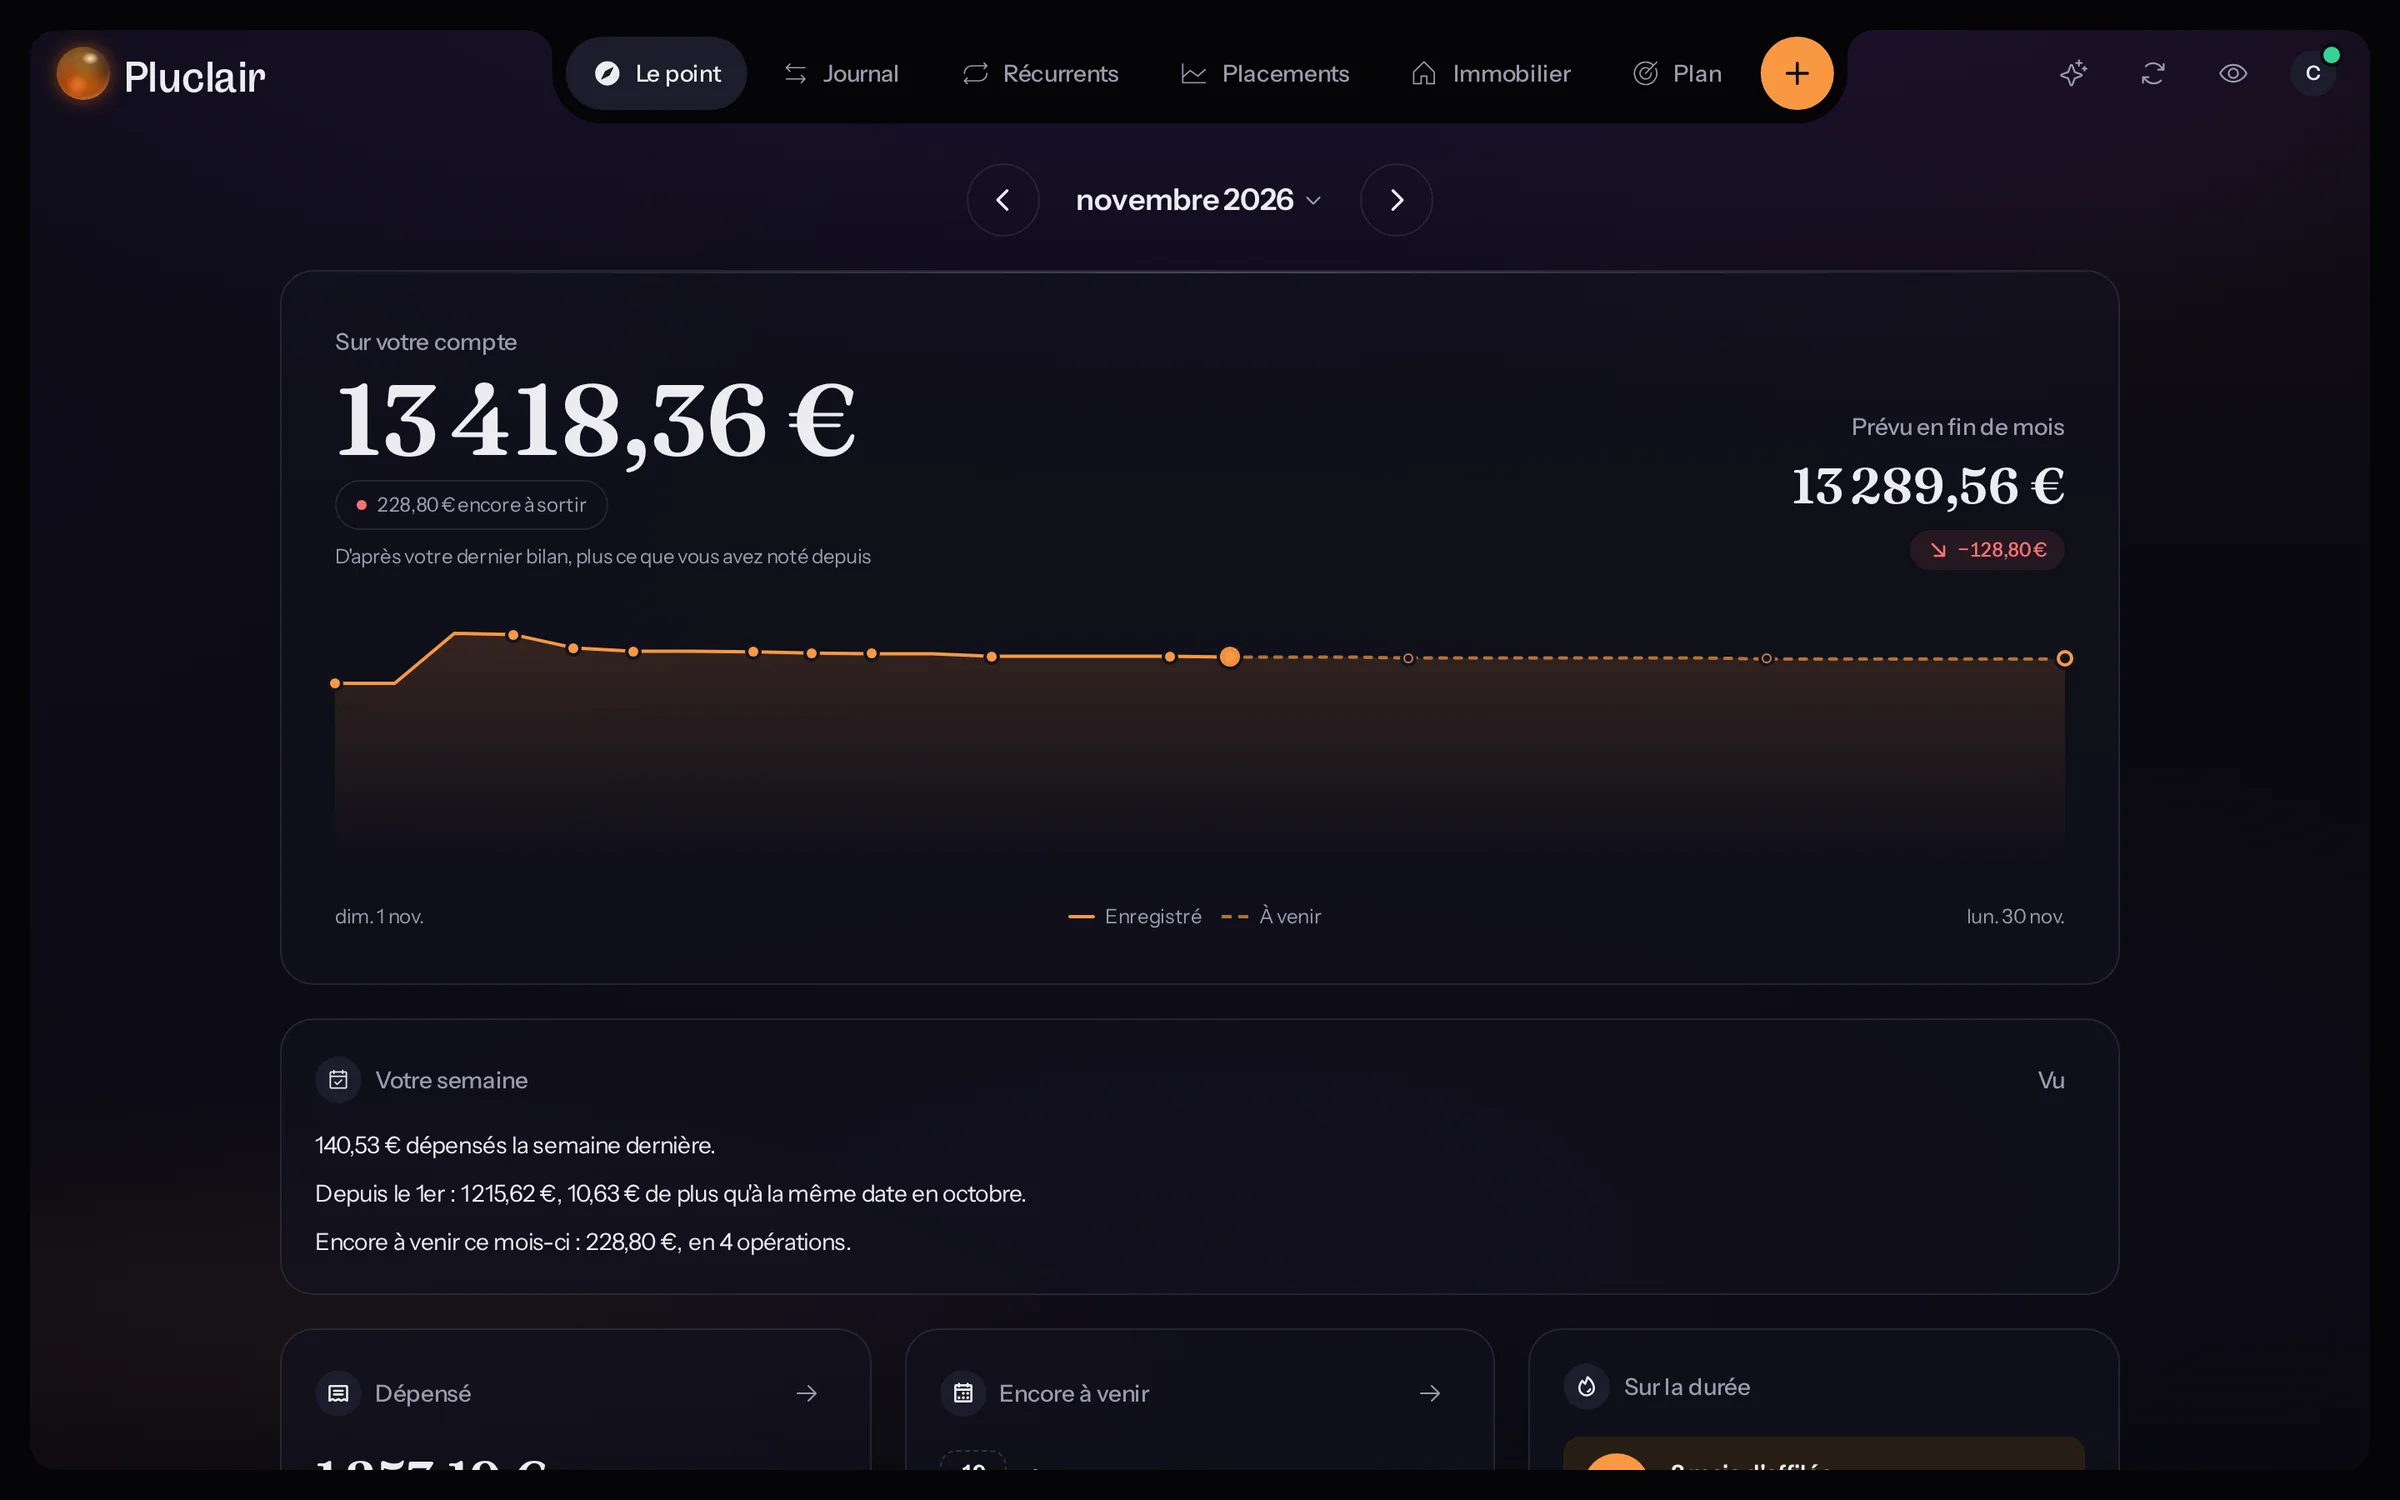 Pluclair
Le point
Journal
Récurrents
Placements
Immobilier
Plan
C
novembre 2026
Sur votre compte
13 418,36 €
228,80 € encore à sortir
D'après votre dernier bilan, plus ce que vous avez noté depuis
Prévu en fin de mois
13 289,56 €
−128,80 €
dim. 1 nov.
Enregistré
À venir
lun. 30 nov.
Votre semaine
Vu
140,53 € dépensés la semaine dernière.
Depuis le 1er : 1 215,62 €, 10,63 € de plus qu'à la même date en octobre.
Encore à venir ce mois-ci : 228,80 €, en 4 opérations.
Dépensé
Encore à venir
Sur la durée
mois d'affilée